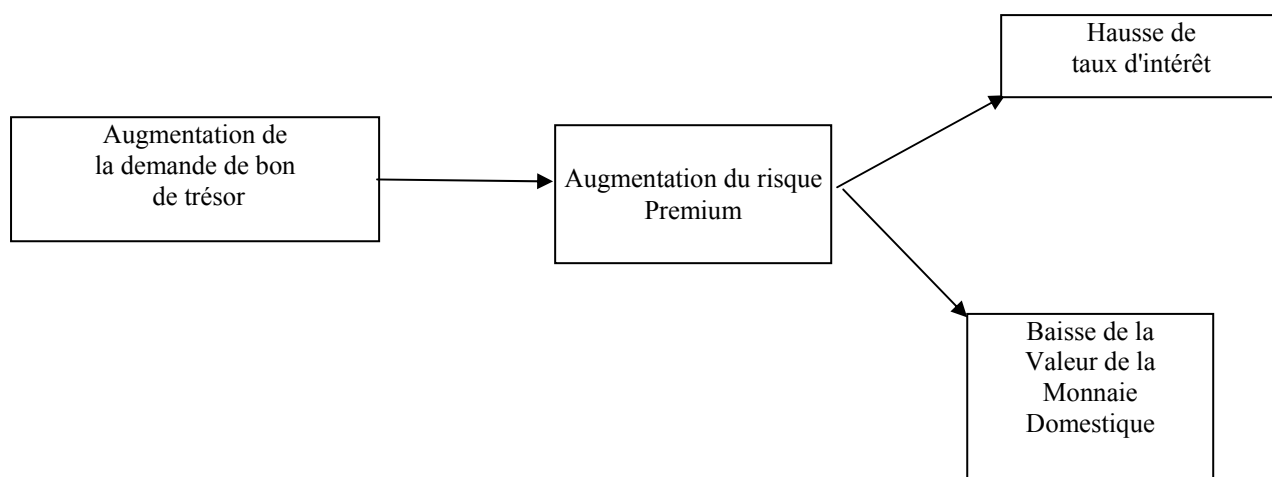 Hausse de
taux d'intérêt
Augmentation de
la demande de bon
de trésor
Augmentation du risque
Premium
Baisse de la
Valeur de la
Monnaie
Domestique